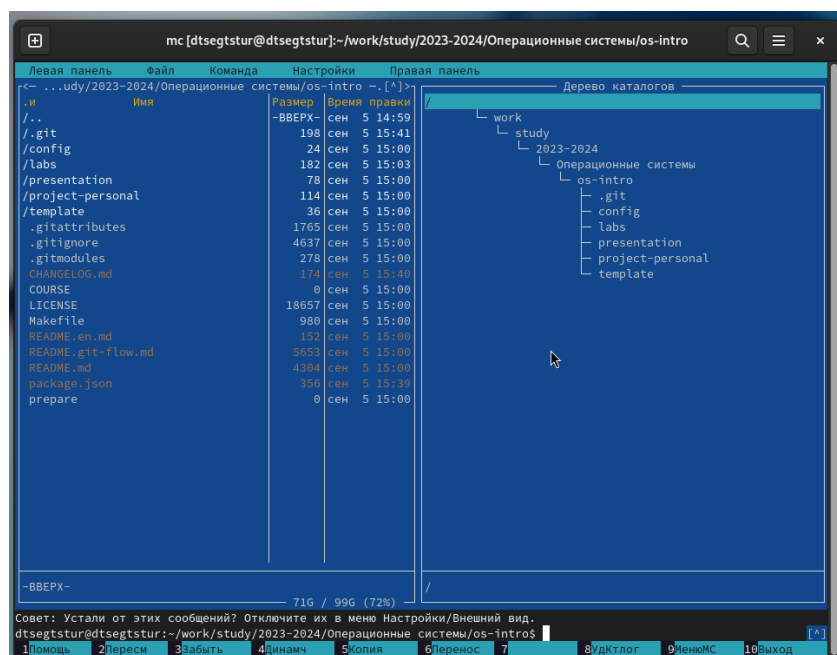 mc [dtsegtstur@dtsegtstur]:~/work/study/2023-2024/Операционные системы/os-intro
Левая панель Файл Команда Настройки Правая панель
<— ...udy/2023-2024/Операционные системы/os-intro —.[^]>
.и Имя Размер Время правки
/.. -ВВЕРХ- сен 5 14:59
/.git 198 сен 5 15:41
/config 24 сен 5 15:00
/labs 182 сен 5 15:03
/presentation 78 сен 5 15:00
/project-personal 114 сен 5 15:00
/template 36 сен 5 15:00
.gitattributes 1765 сен 5 15:00
.gitignore 4637 сен 5 15:00
.gitmodules 278 сен 5 15:00
CHANGELOG.md 174 сен 5 15:40
COURSE 0 сен 5 15:00
LICENSE 18657 сен 5 15:00
Makefile 980 сен 5 15:00
README.en.md 152 сен 5 15:00
README.git-flow.md 5653 сен 5 15:00
README.md 4304 сен 5 15:00
package.json 356 сен 5 15:39
prepare 0 сен 5 15:00
-ВВЕРХ-
71G / 99G (72%)
Дерево каталогов
/
work
study
2023-2024
Операционные системы
os-intro
.git
config
labs
presentation
project-personal
template
/
Совет: Устали от этих сообщений? Отключите их в меню Настройки/Внешний вид.
dtsegtstur@dtsegtstur:~/work/study/2023-2024/Операционные системы/os-intro$ [^]
1Помощь 2Пересм 3Забыть 4Динамч 5Копия 6Перенос 7 8УдКтлог 9МенюМС 10Выход